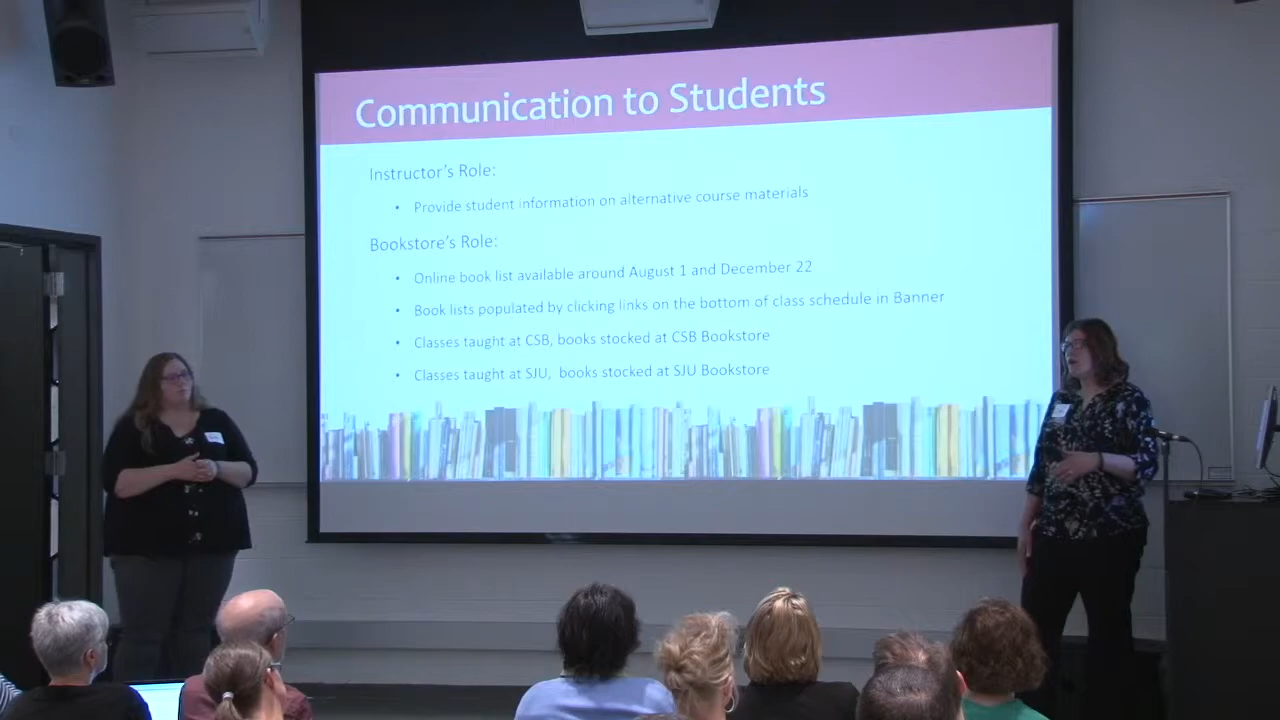 Communication to Students
Instructor's Role:
• Provide student information on alternative course materials
Bookstore's Role:
• Online book list available around August 1 and December 22
• Book lists populated by clicking links on the bottom of class schedule in Banner
• Classes taught at CSB, books stocked at CSB Bookstore
• Classes taught at SJU, books stocked at SJU Bookstore